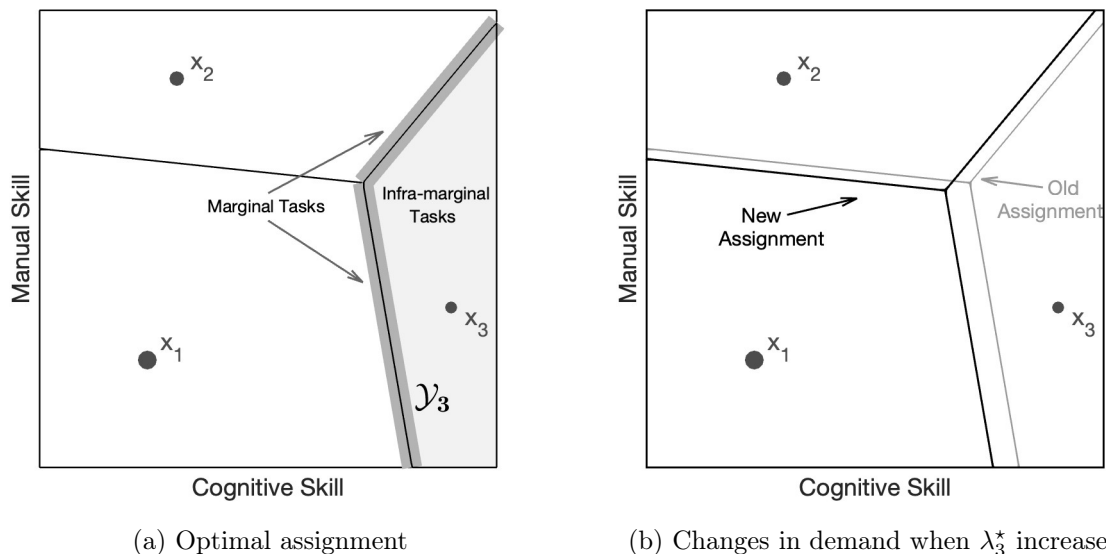 x2
Marginal Tasks
Infra-marginal
Tasks
x3
x1
𝒴3
Manual Skill
Cognitive Skill
(a) Optimal assignment
x2
Old
Assignment
New
Assignment
x3
x1
Manual Skill
Cognitive Skill
(b) Changes in demand when λ3⋆ increase